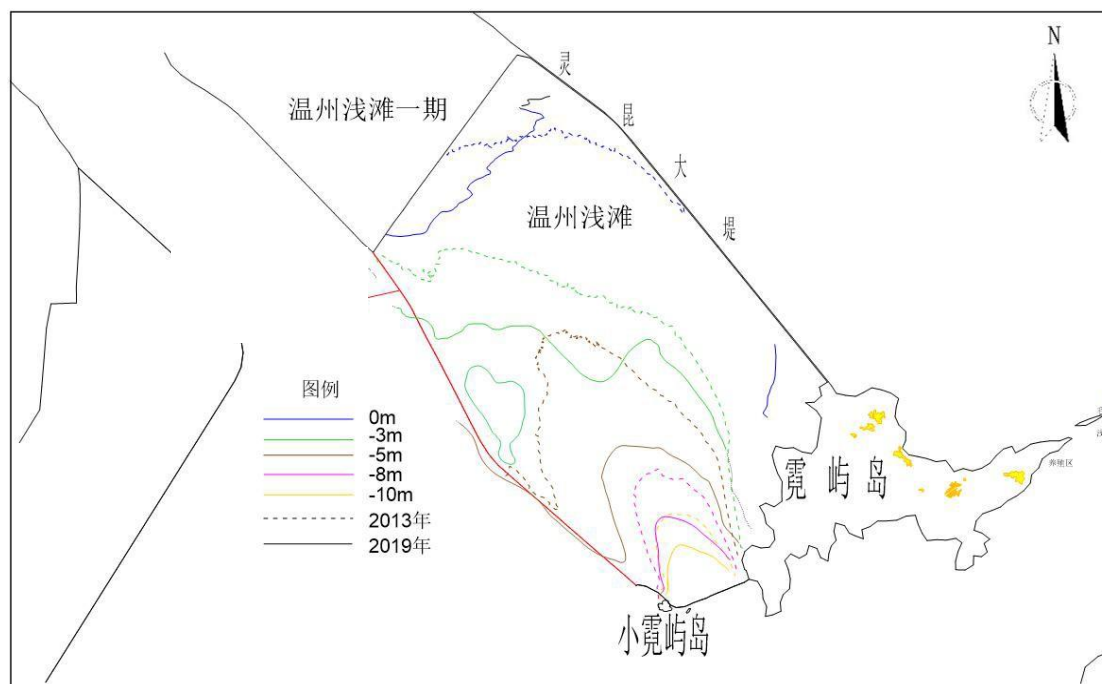 N
灵
昆
大
堤
温州浅滩一期
温州浅滩
图例
0m
-3m
-5m
-8m
-10m
2013年
2019年
霓屿岛
养殖区
小霓屿岛